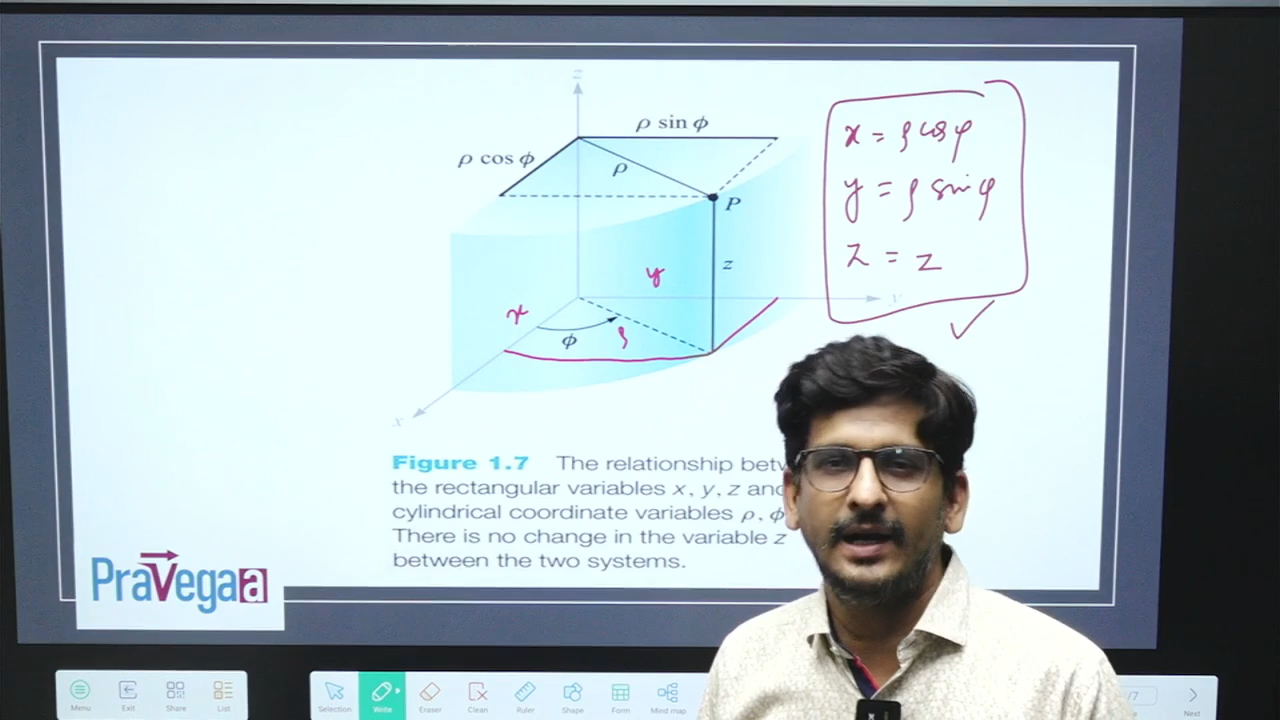 z
ρ sin ϕ
ρ cos ϕ
ρ
P
z
y
x
ϕ
ρ
y
x
x = ρ cos φ
y = ρ sin φ
z = z
Figure 1.7 The relationship
the rectangular variables x, y, z
cylindrical coordinate variables ρ, ϕ
There is no change in the variable z
between the two systems.
Pravegaa
Menu
Exit
Share
List
Selection
Write
Eraser
Clean
Ruler
Shape
Form
Mind map
/7
Next